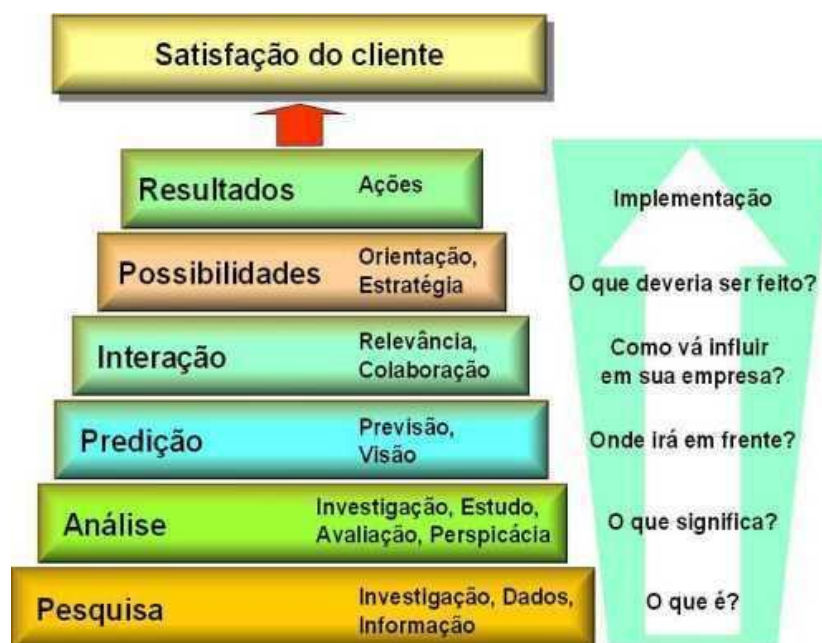 Satisfação do cliente
Resultados Ações
Implementação
Possibilidades Orientação,
Estratégia
O que deveria ser feito?
Interação Relevância,
Colaboração
Como vá influir
em sua empresa?
Predição Previsão,
Visão
Onde irá em frente?
Análise Investigação, Estudo,
Avaliação, Perspicácia
O que significa?
Pesquisa Investigação, Dados,
Informação
O que é?